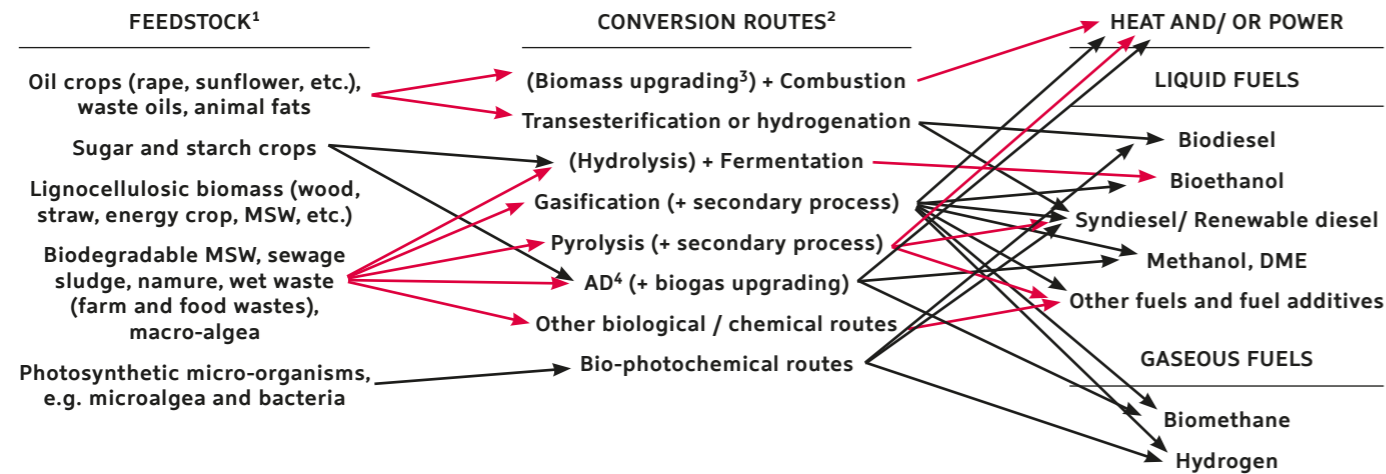 FEEDSTOCK¹
Oil crops (rape, sunflower, etc.),
waste oils, animal fats
Sugar and starch crops
Lignocellulosic biomass (wood,
straw, energy crop, MSW, etc.)
Biodegradable MSW, sewage
sludge, namure, wet waste
(farm and food wastes),
macro-algea
Photosynthetic micro-organisms,
e.g. microalgea and bacteria
CONVERSION ROUTES²
(Biomass upgrading³) + Combustion
Transesterification or hydrogenation
(Hydrolysis) + Fermentation
Gasification (+ secondary process)
Pyrolysis (+ secondary process)
AD⁴ (+ biogas upgrading)
Other biological / chemical routes
Bio-photochemical routes
HEAT AND/ OR POWER
LIQUID FUELS
Biodiesel
Bioethanol
Syndiesel/ Renewable diesel
Methanol, DME
Other fuels and fuel additives
GASEOUS FUELS
Biomethane
Hydrogen